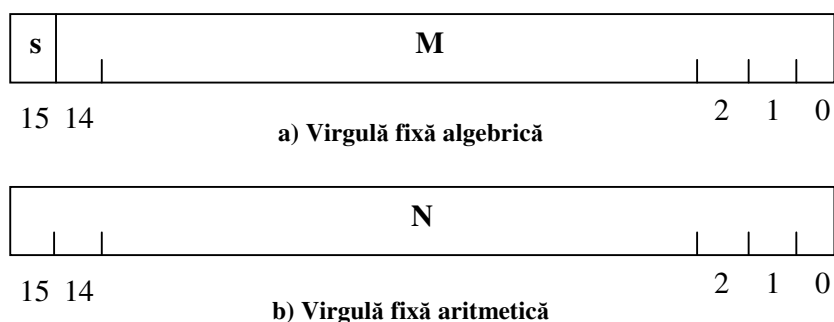 s M
15 14 2 1 0
a) Virgulă fixă algebrică
N
15 14 2 1 0
b) Virgulă fixă aritmetică